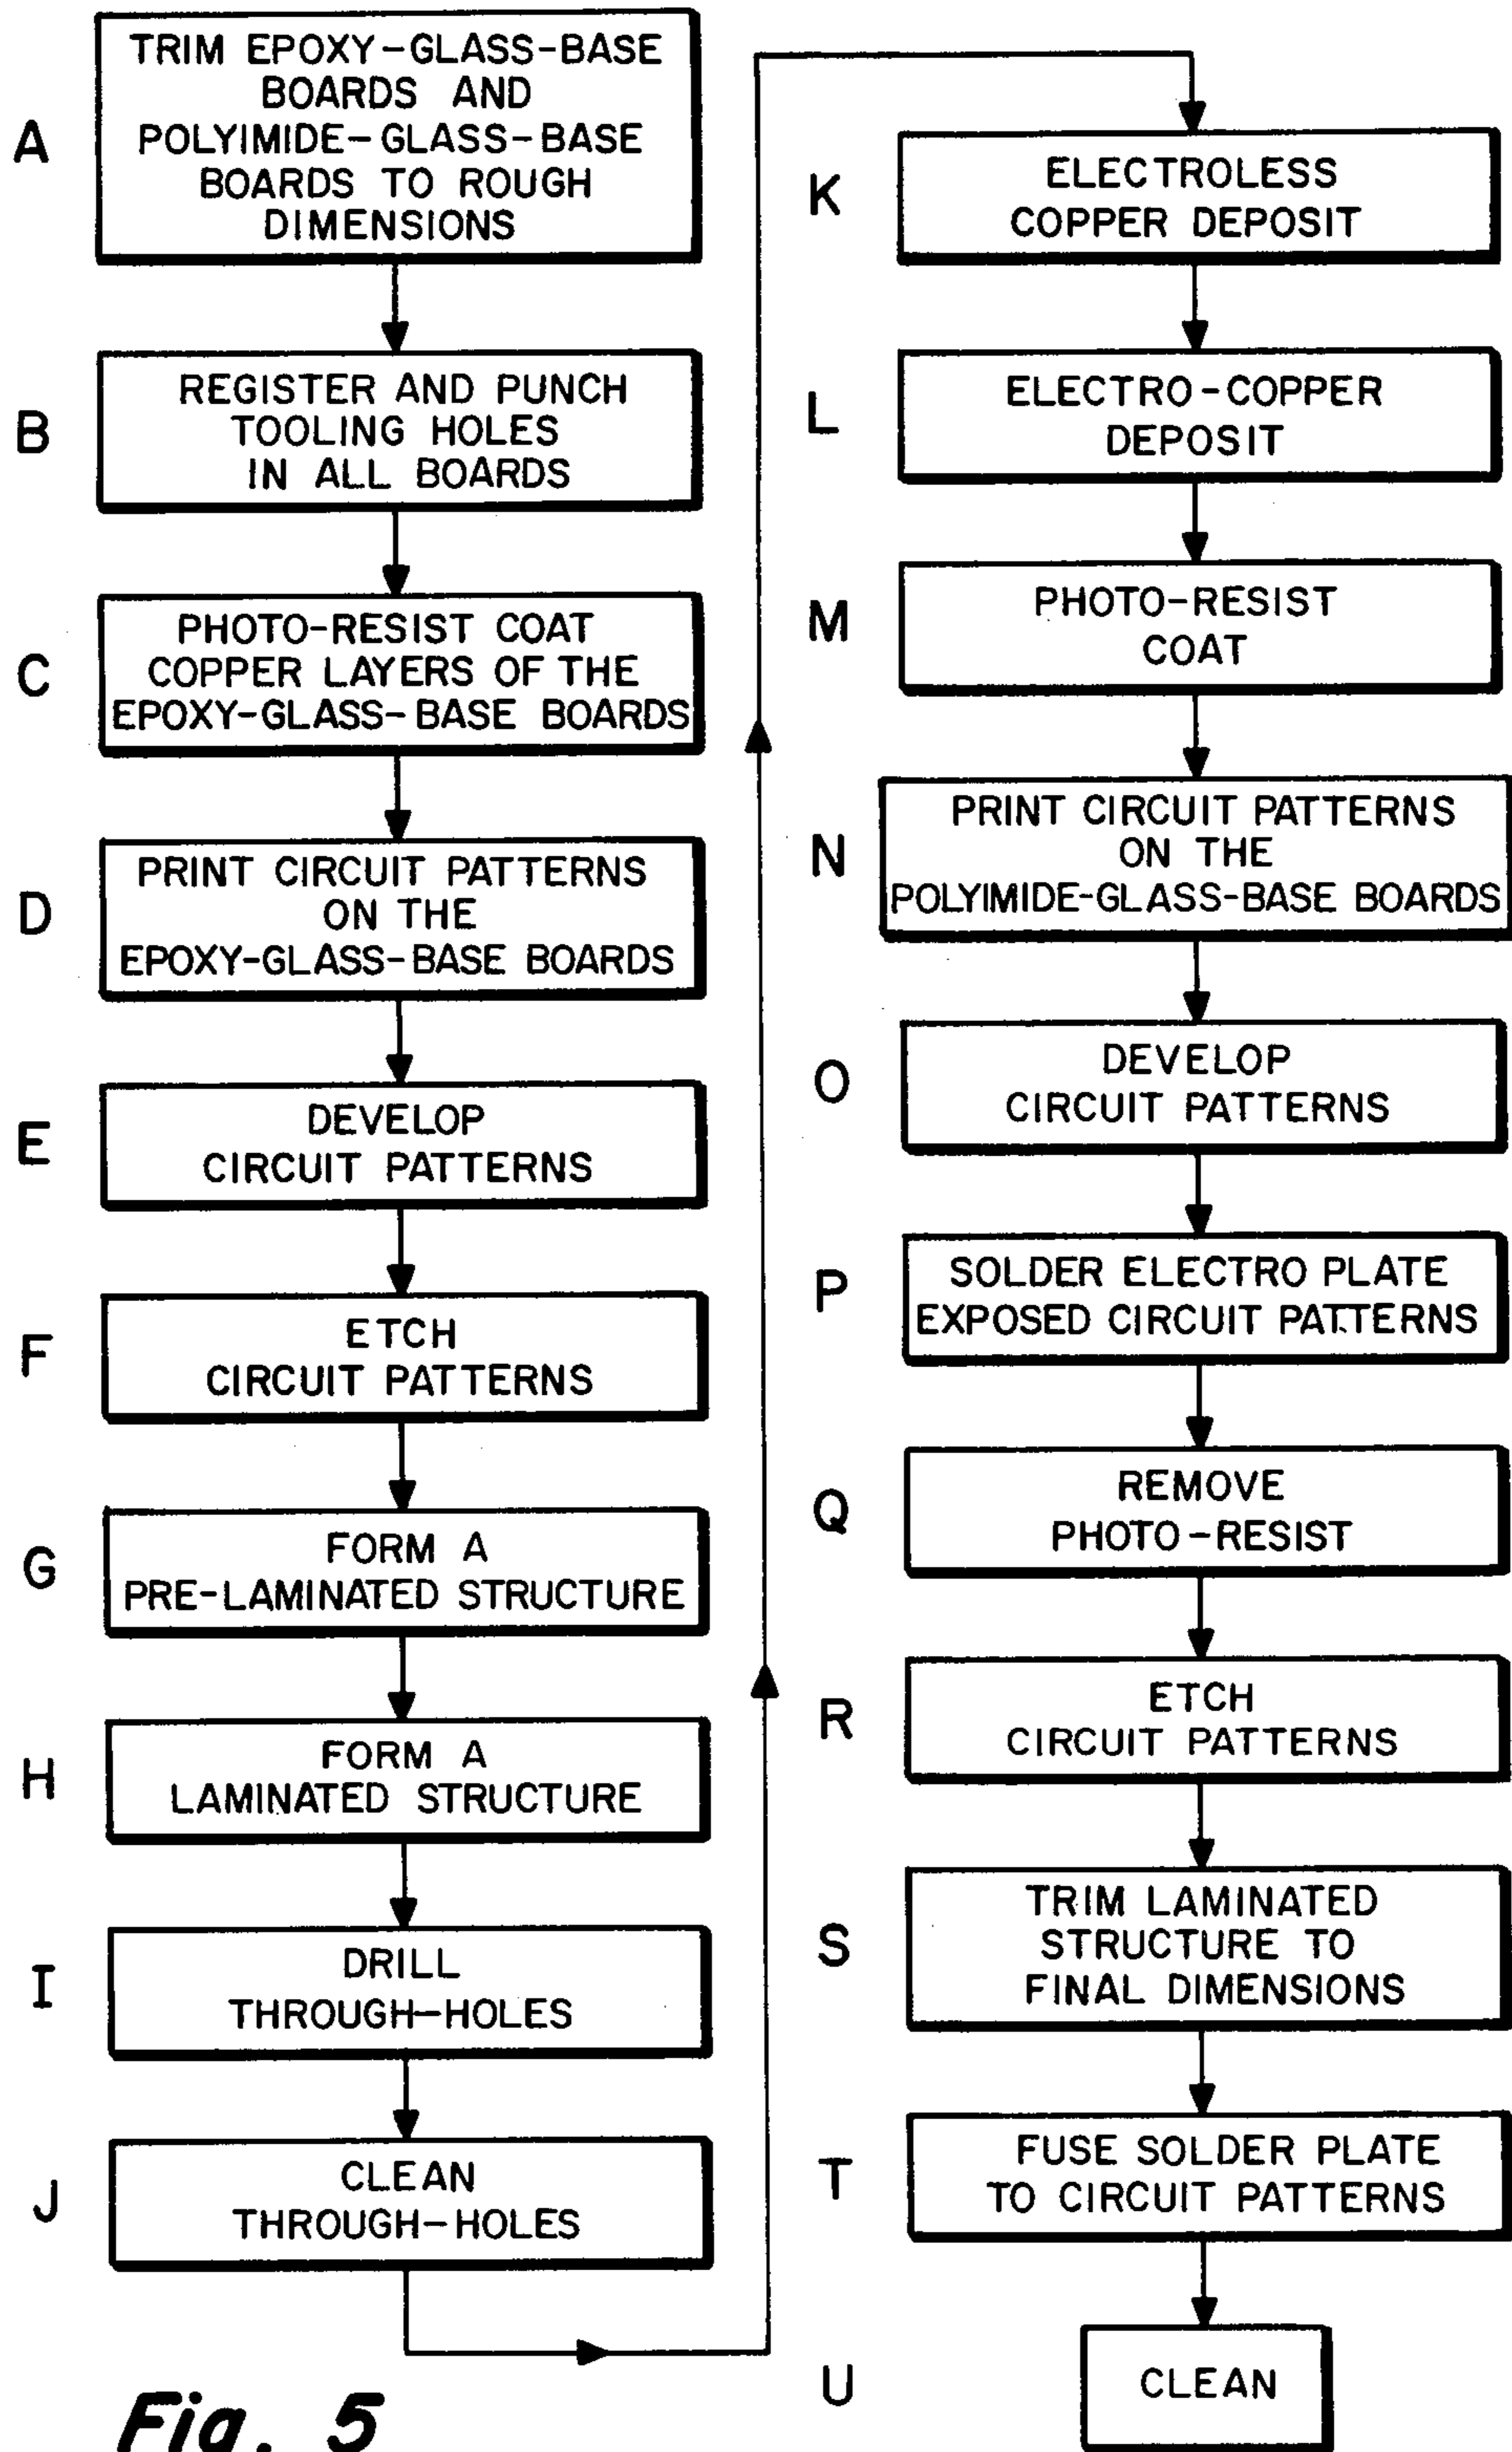 A
TRIM EPOXY-GLASS-BASE
BOARDS AND
POLYIMIDE-GLASS-BASE
BOARDS TO ROUGH
DIMENSIONS
B
REGISTER AND PUNCH
TOOLING HOLES
IN ALL BOARDS
C
PHOTO-RESIST COAT
COPPER LAYERS OF THE
EPOXY-GLASS-BASE BOARDS
D
PRINT CIRCUIT PATTERNS
ON THE
EPOXY-GLASS-BASE BOARDS
E
DEVELOP
CIRCUIT PATTERNS
F
ETCH
CIRCUIT PATTERNS
G
FORM A
PRE-LAMINATED STRUCTURE
H
FORM A
LAMINATED STRUCTURE
I
DRILL
THROUGH-HOLES
J
CLEAN
THROUGH-HOLES
K
ELECTROLESS
COPPER DEPOSIT
L
ELECTRO-COPPER
DEPOSIT
M
PHOTO-RESIST
COAT
N
PRINT CIRCUIT PATTERNS
ON THE
POLYIMIDE-GLASS-BASE BOARDS
O
DEVELOP
CIRCUIT PATTERNS
P
SOLDER ELECTRO PLATE
EXPOSED CIRCUIT PATTERNS
Q
REMOVE
PHOTO-RESIST
R
ETCH
CIRCUIT PATTERNS
S
TRIM LAMINATED
STRUCTURE TO
FINAL DIMENSIONS
T
FUSE SOLDER PLATE
TO CIRCUIT PATTERNS
U
CLEAN
Fig. 5